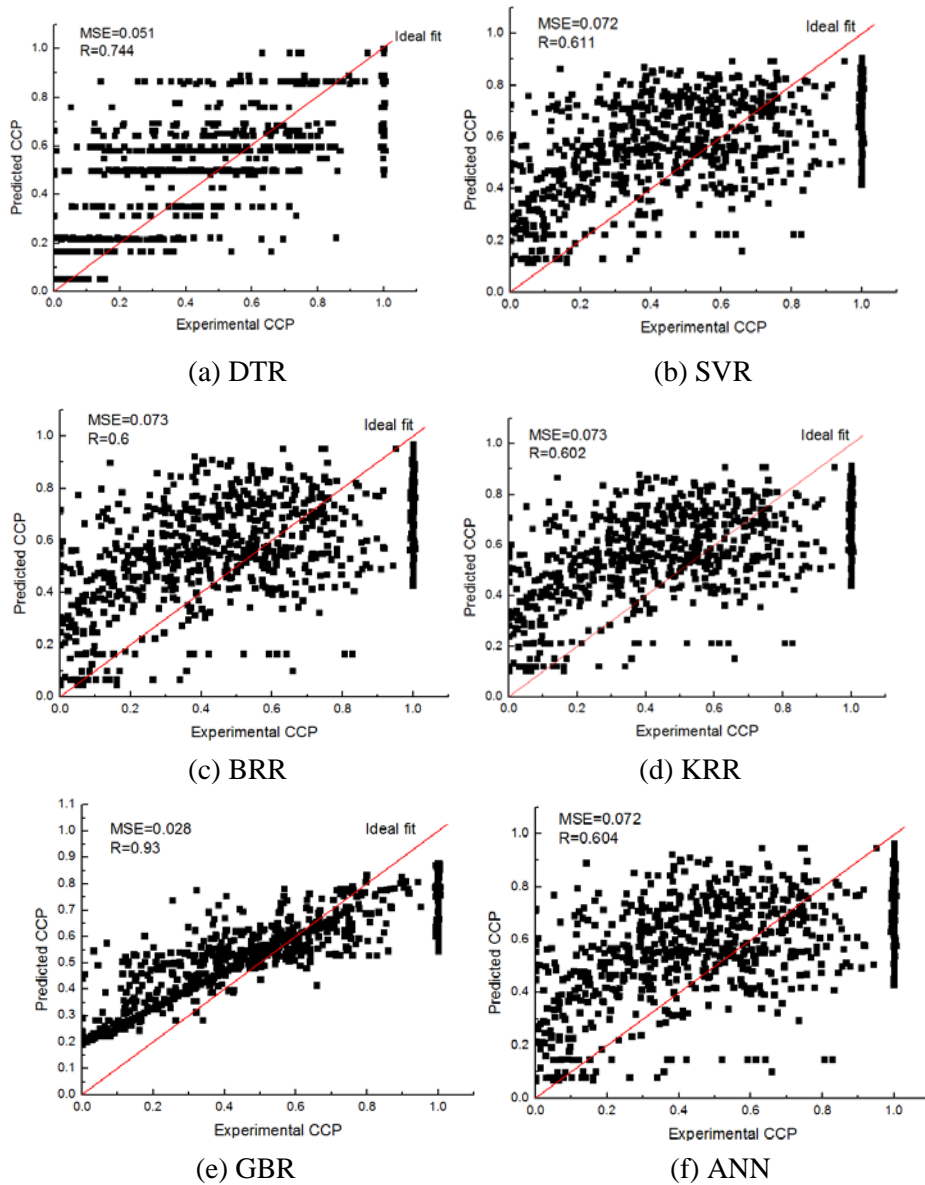 MSE=0.051
R=0.744
Ideal fit
1.0
0.8
0.6
0.4
0.2
0.0
Predicted CCP
0.0 0.2 0.4 0.6 0.8 1.0
Experimental CCP
(a) DTR
MSE=0.072
R=0.611
Ideal fit
1.0
0.8
0.6
0.4
0.2
0.0
Predicted CCP
0.0 0.2 0.4 0.6 0.8 1.0
Experimental CCP
(b) SVR
MSE=0.073
R=0.6
Ideal fit
1.0
0.8
0.6
0.4
0.2
0.0
Predicted CCP
0.0 0.2 0.4 0.6 0.8 1.0
Experimental CCP
(c) BRR
MSE=0.073
R=0.602
Ideal fit
1.0
0.8
0.6
0.4
0.2
0.0
Predicted CCP
0.0 0.2 0.4 0.6 0.8 1.0
Experimental CCP
(d) KRR
MSE=0.028
R=0.93
Ideal fit
1.1
1.0
0.9
0.8
0.7
0.6
0.5
0.4
0.3
0.2
0.1
0.0
Predicted CCP
0.0 0.2 0.4 0.6 0.8 1.0
Experimental CCP
(e) GBR
MSE=0.072
R=0.604
Ideal fit
1.0
0.8
0.6
0.4
0.2
0.0
Predicted CCP
0.0 0.2 0.4 0.6 0.8 1.0
Experimental CCP
(f) ANN